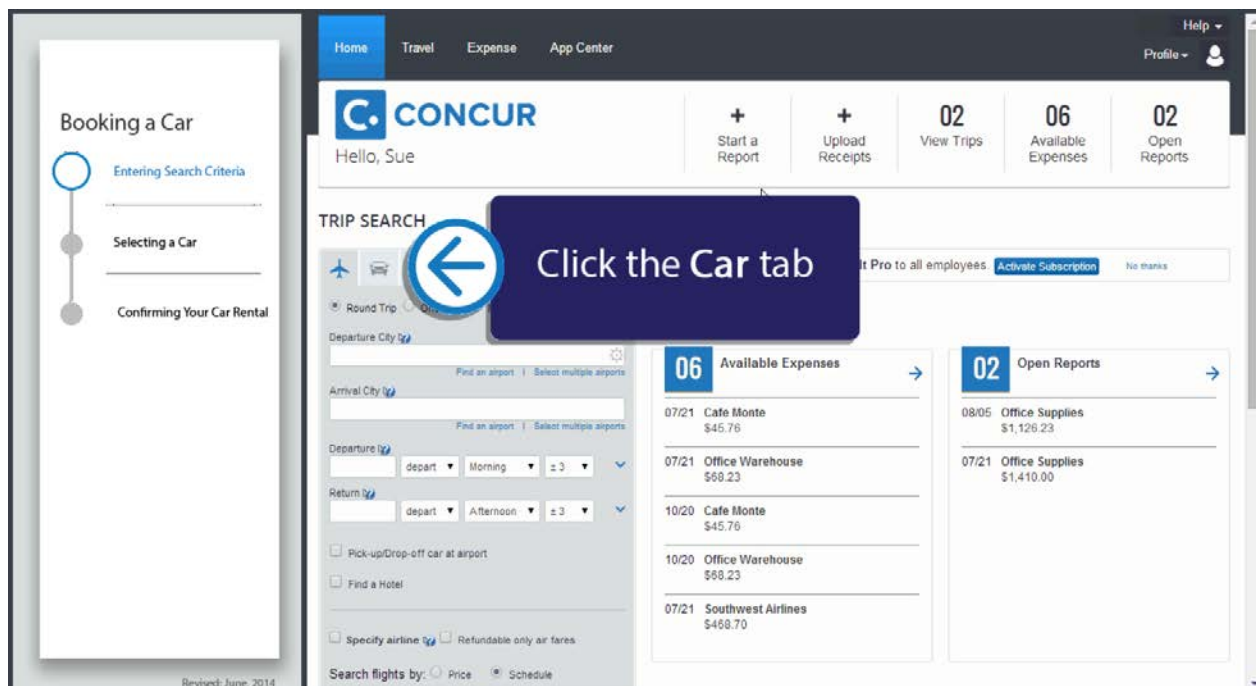 Booking a Car
Entering Search Criteria
Selecting a Car
Confirming Your Car Rental
Revised: June, 2014
Home Travel Expense App Center
Help
Profile
C. CONCUR
Hello, Sue
+ Start a Report
+ Upload Receipts
02 View Trips
06 Available Expenses
02 Open Reports
TRIP SEARCH
Click the Car tab
It Pro to all employees. Activate Subscription No thanks
Round Trip
Departure City
Find an airport | Select multiple airports
Arrival City
Find an airport | Select multiple airports
Departure
depart Morning ± 3
Return
depart Afternoon ± 3
Pick-up/Drop-off car at airport
Find a Hotel
Specify airline Refundable only air fares
Search flights by: Price Schedule
06 Available Expenses
07/21 Cafe Monte
$45.76
07/21 Office Warehouse
$68.23
10/20 Cafe Monte
$45.76
10/20 Office Warehouse
$68.23
07/21 Southwest Airlines
$468.70
02 Open Reports
08/05 Office Supplies
$1,126.23
07/21 Office Supplies
$1,410.00